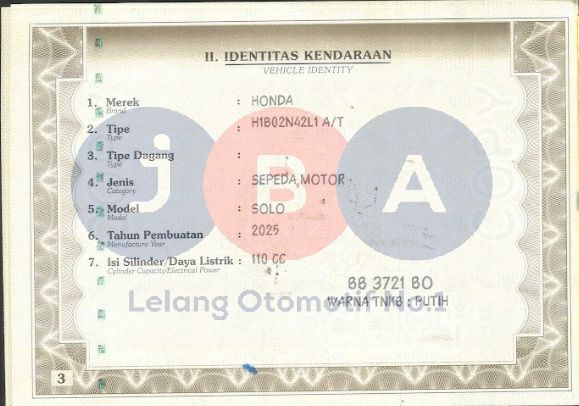 II. IDENTITAS KENDARAAN
VEHICLE IDENTITY
1. Merek : HONDA
Brand
2. Tipe : H1B02N42L1 A/T
Type
3. Tipe Dagang :
Type
4. Jenis : SEPEDA MOTOR
Category
5. Model : SOLO
Model
6. Tahun Pembuatan : 2025
Manufacture Year
7. Isi Silinder/Daya Listrik : 110 CC
Cylinder Capacity/Electrical Power
BB 3721 BO
WARNA TNKB : PUTIH
JBA
Lelang Otomotif No.1
3